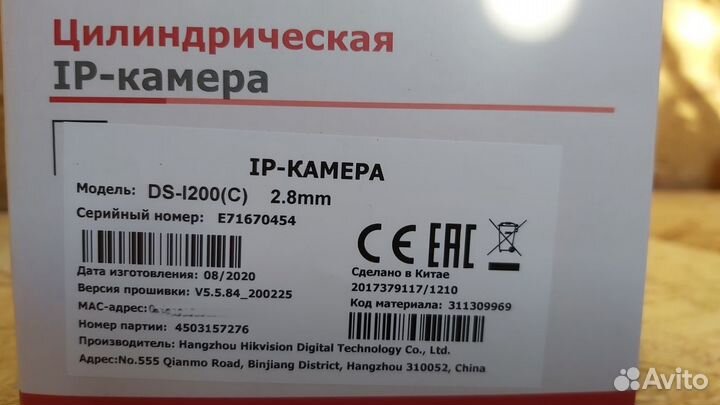 Цилиндрическая
IP-камера
IP-КАМЕРА
Модель: DS-I200(C) 2.8mm
Серийный номер: E71670454
CE EAC
Дата изготовления: 08/2020
Сделано в Китае
Версия прошивки: V5.5.84_200225
2017379117/1210
MAC-адрес:
Код материала: 311309969
Номер партии: 4503157276
Производитель: Hangzhou Hikvision Digital Technology Co., Ltd.
Адрес:No.555 Qianmo Road, Binjiang District, Hangzhou 310052, China
Avito